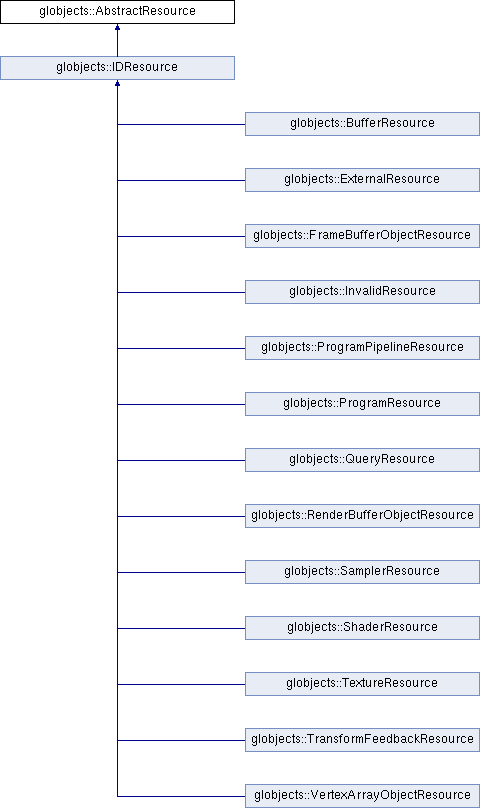 globjects::AbstractResource
globjects::IDResource
globjects::BufferResource
globjects::ExternalResource
globjects::FrameBufferObjectResource
globjects::InvalidResource
globjects::ProgramPipelineResource
globjects::ProgramResource
globjects::QueryResource
globjects::RenderBufferObjectResource
globjects::SamplerResource
globjects::ShaderResource
globjects::TextureResource
globjects::TransformFeedbackResource
globjects::VertexArrayObjectResource